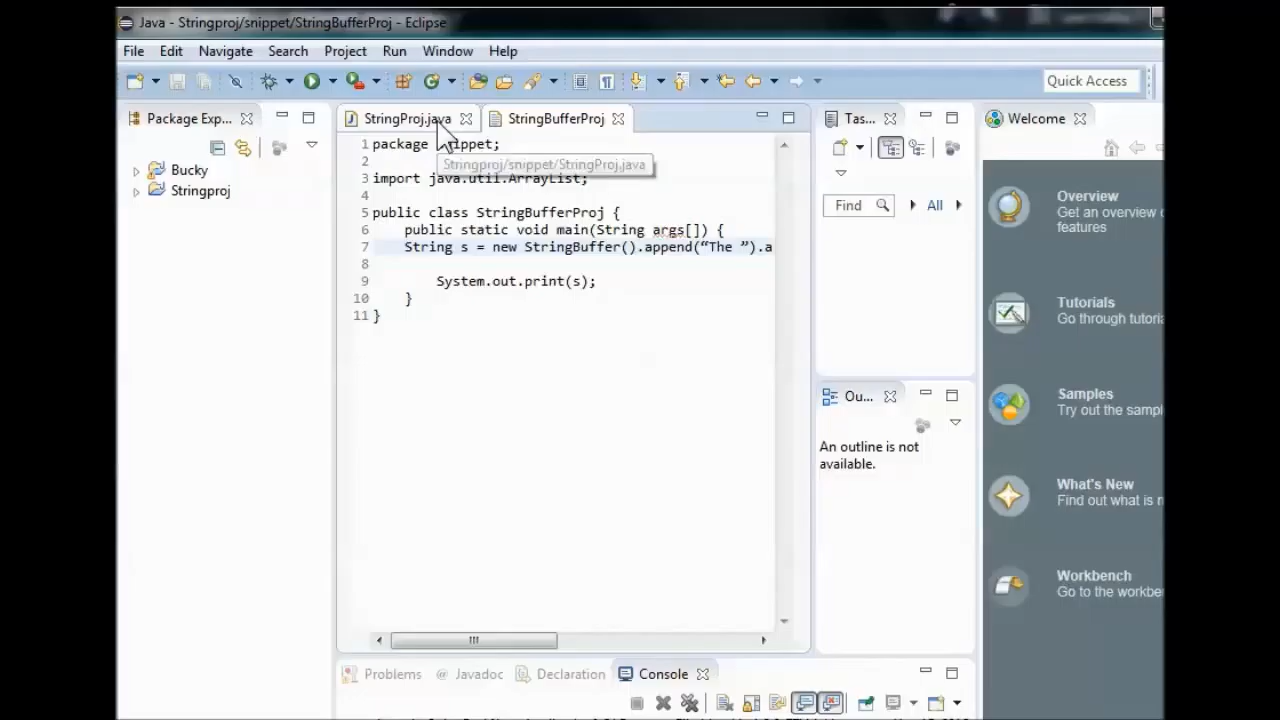 Java - Stringproj/snippet/StringBufferProj - Eclipse
File Edit Navigate Search Project Run Window Help
Quick Access
Package Exp...
StringProj.java
StringBufferProj
Tas...
Welcome
Bucky
Stringproj
1 package snippet;
Stringproj/snippet/StringProj.java
2
3 import java.util.ArrayList;
4
5 public class StringBufferProj {
6 public static void main(String args[]) {
7 String s = new StringBuffer().append(“The ”).a
8
9 System.out.print(s);
10 }
11 }
Find All
Ou...
An outline is not
available.
Overview
Get an overview o
features
Tutorials
Go through tutoria
Samples
Try out the sampl
What's New
Find out what is n
Workbench
Go to the workbe
Problems @ Javadoc Declaration Console